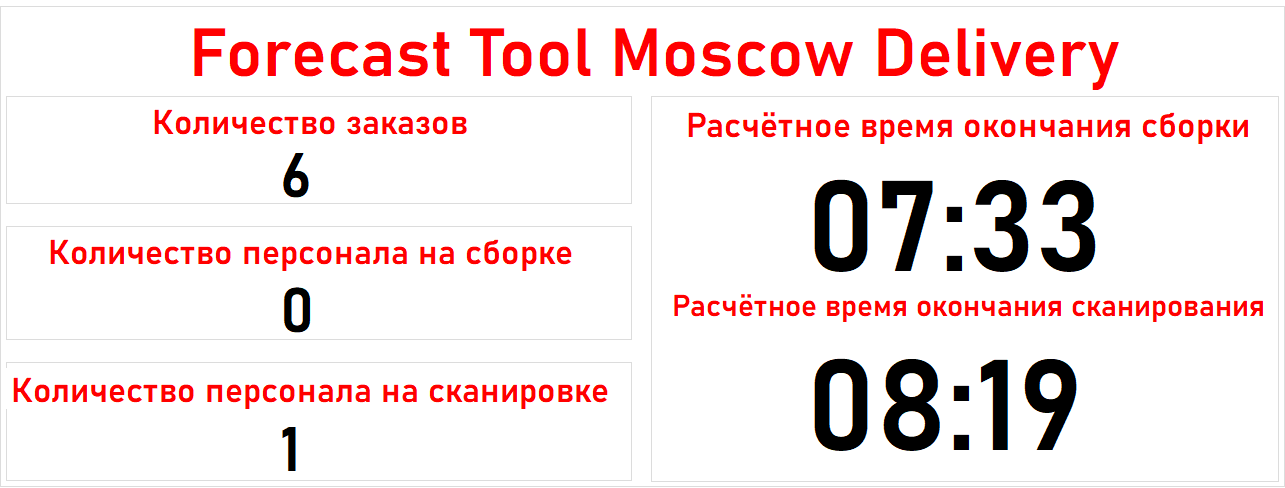 Forecast Tool Moscow Delivery
Количество заказов
6
Количество персонала на сборке
0
Количество персонала на сканировке
1
Расчётное время окончания сборки
07:33
Расчётное время окончания сканирования
08:19